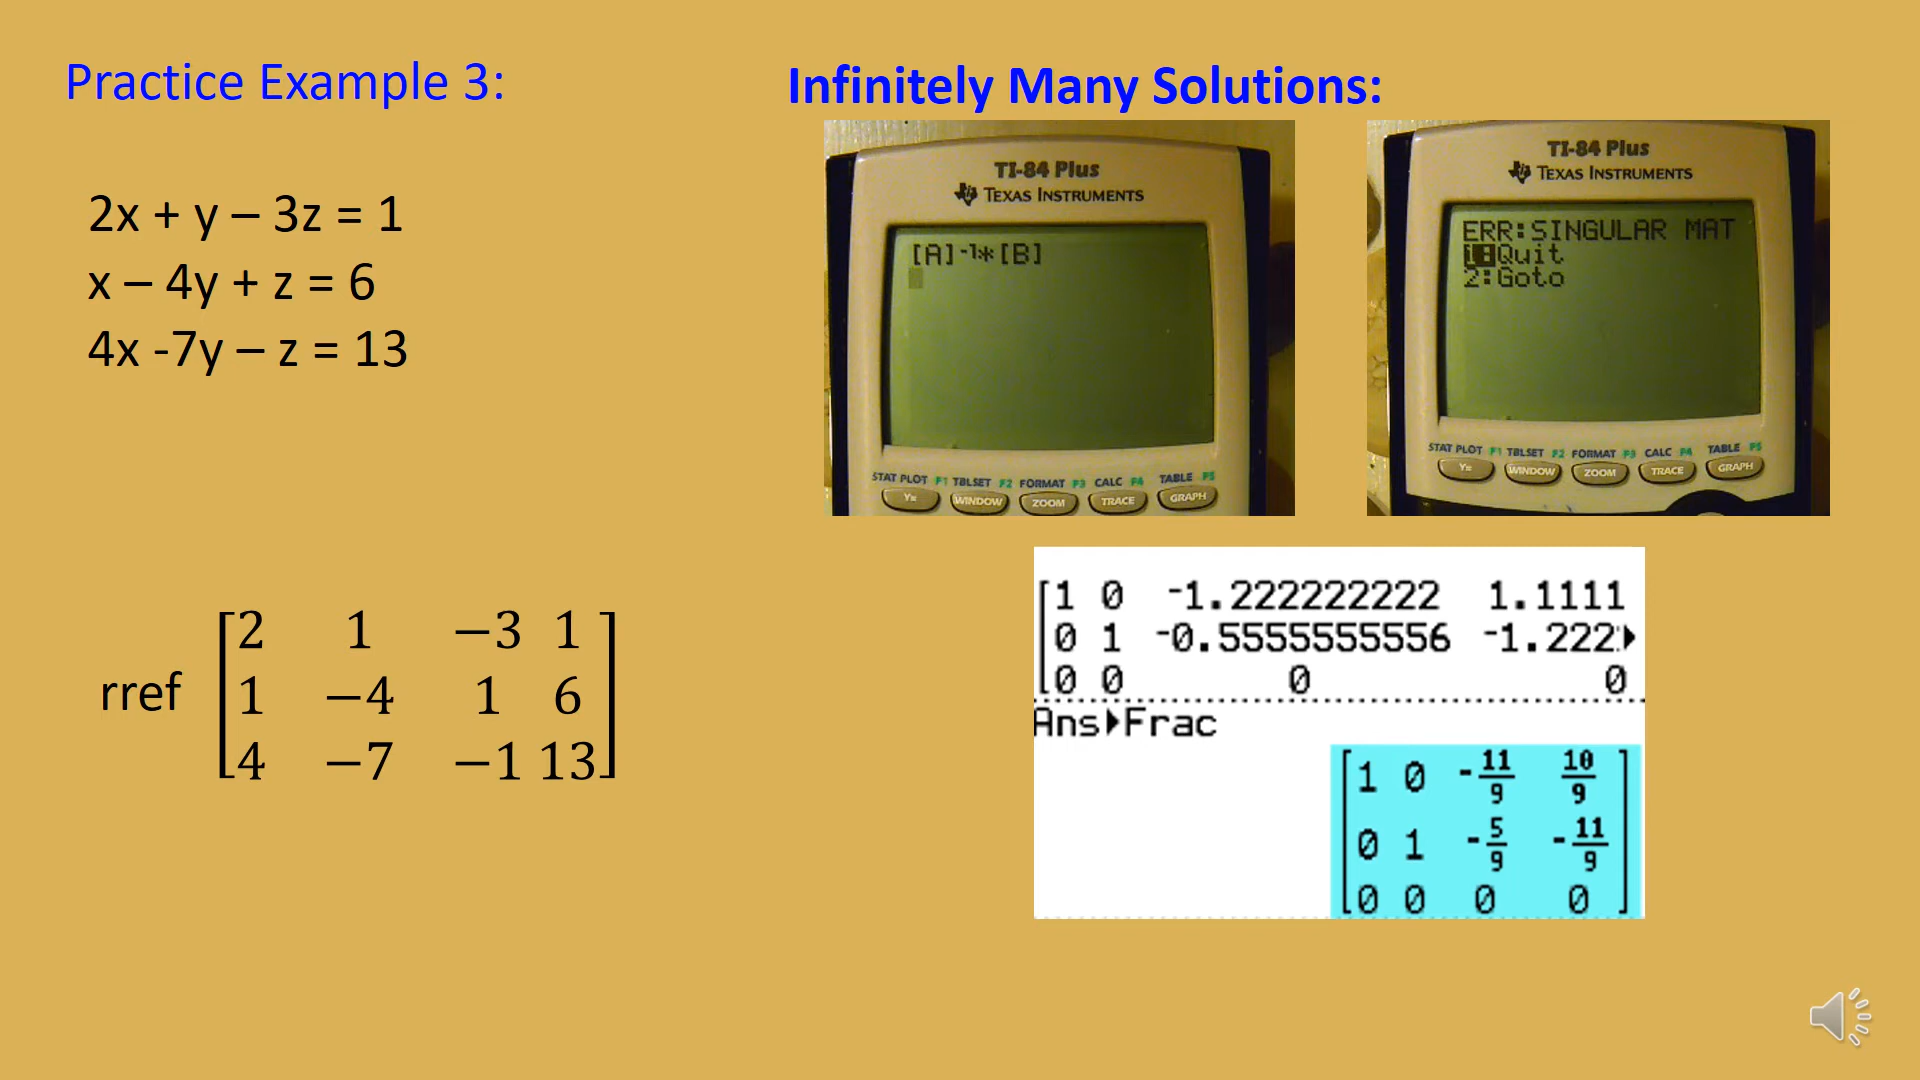 Practice Example 3:
Infinitely Many Solutions:
2x + y – 3z = 1
x – 4y + z = 6
4x -7y – z = 13
TI-84 Plus
TEXAS INSTRUMENTS
[A]⁻¹*[B]
STAT PLOT F1 TBLSET F2 FORMAT F3 CALC F4 TABLE F5
Y= WINDOW ZOOM TRACE GRAPH
TI-84 Plus
TEXAS INSTRUMENTS
ERR:SINGULAR MAT
1:Quit
2:Goto
STAT PLOT F1 TBLSET F2 FORMAT F3 CALC F4 TABLE F5
Y= WINDOW ZOOM TRACE GRAPH
rref
2 1 −3 1
1 −4 1 6
4 −7 −1 13
[1 0 -1.222222222 1.1111
0 1 -0.5555555556 -1.222
0 0 0 0
Ans►Frac
1 0 -11/9 10/9
0 1 -5/9 -11/9
0 0 0 0